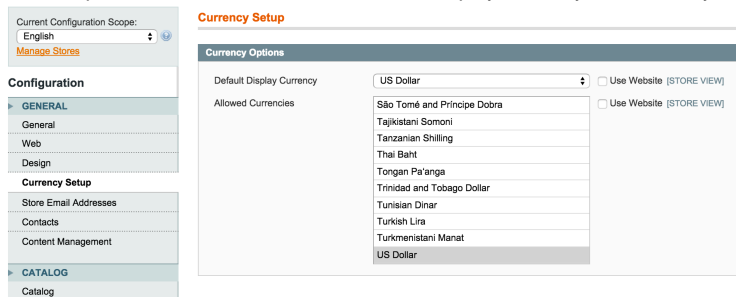 Current Configuration Scope:
English
Manage Stores
Configuration
GENERAL
General
Web
Design
Currency Setup
Store Email Addresses
Contacts
Content Management
CATALOG
Catalog
Currency Setup
Currency Options
Default Display Currency
US Dollar
Use Website [STORE VIEW]
Allowed Currencies
São Tomé and Príncipe Dobra
Tajikistani Somoni
Tanzanian Shilling
Thai Baht
Tongan Paʻanga
Trinidad and Tobago Dollar
Tunisian Dinar
Turkish Lira
Turkmenistani Manat
US Dollar
Use Website [STORE VIEW]